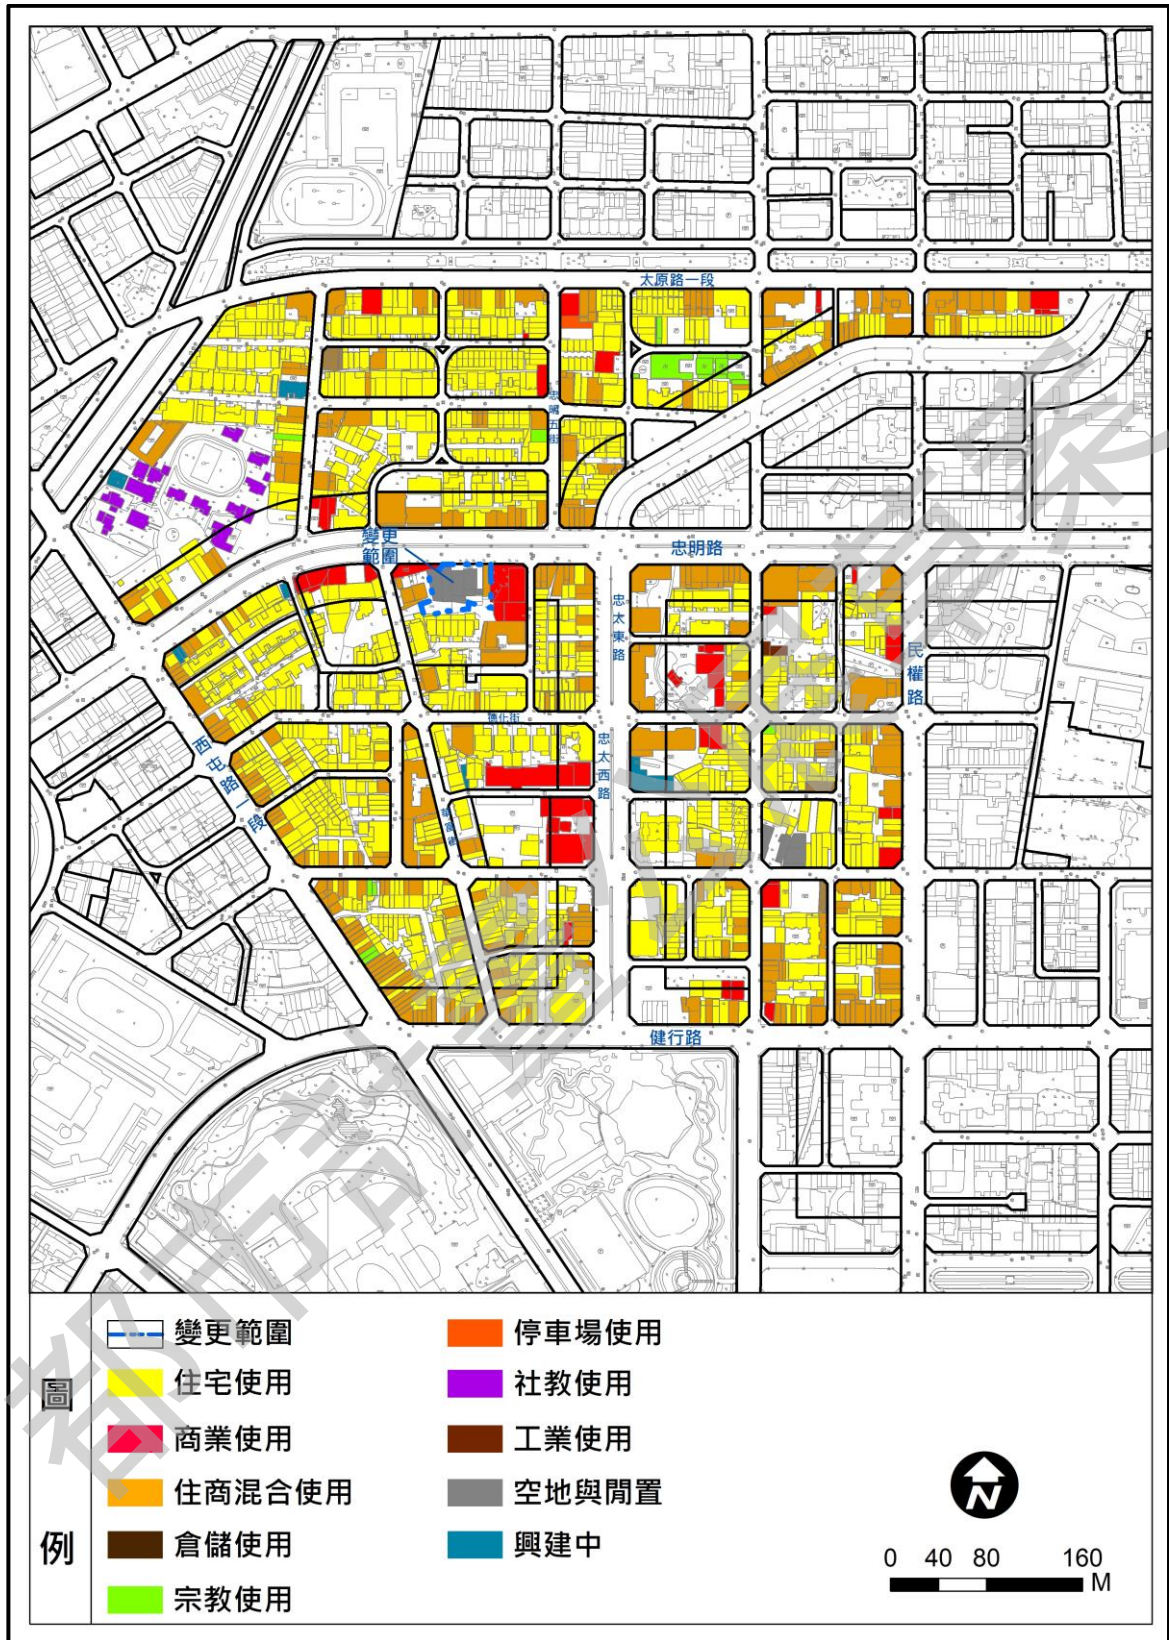 太原路一段
忠明五街
變更
範圍
忠明路
忠太東路
民權路
德化街
忠太西路
西屯路一段
健行路
圖例
變更範圍
住宅使用
商業使用
住商混合使用
倉儲使用
宗教使用
停車場使用
社教使用
工業使用
空地與閒置
興建中
N
0 40 80 160
M